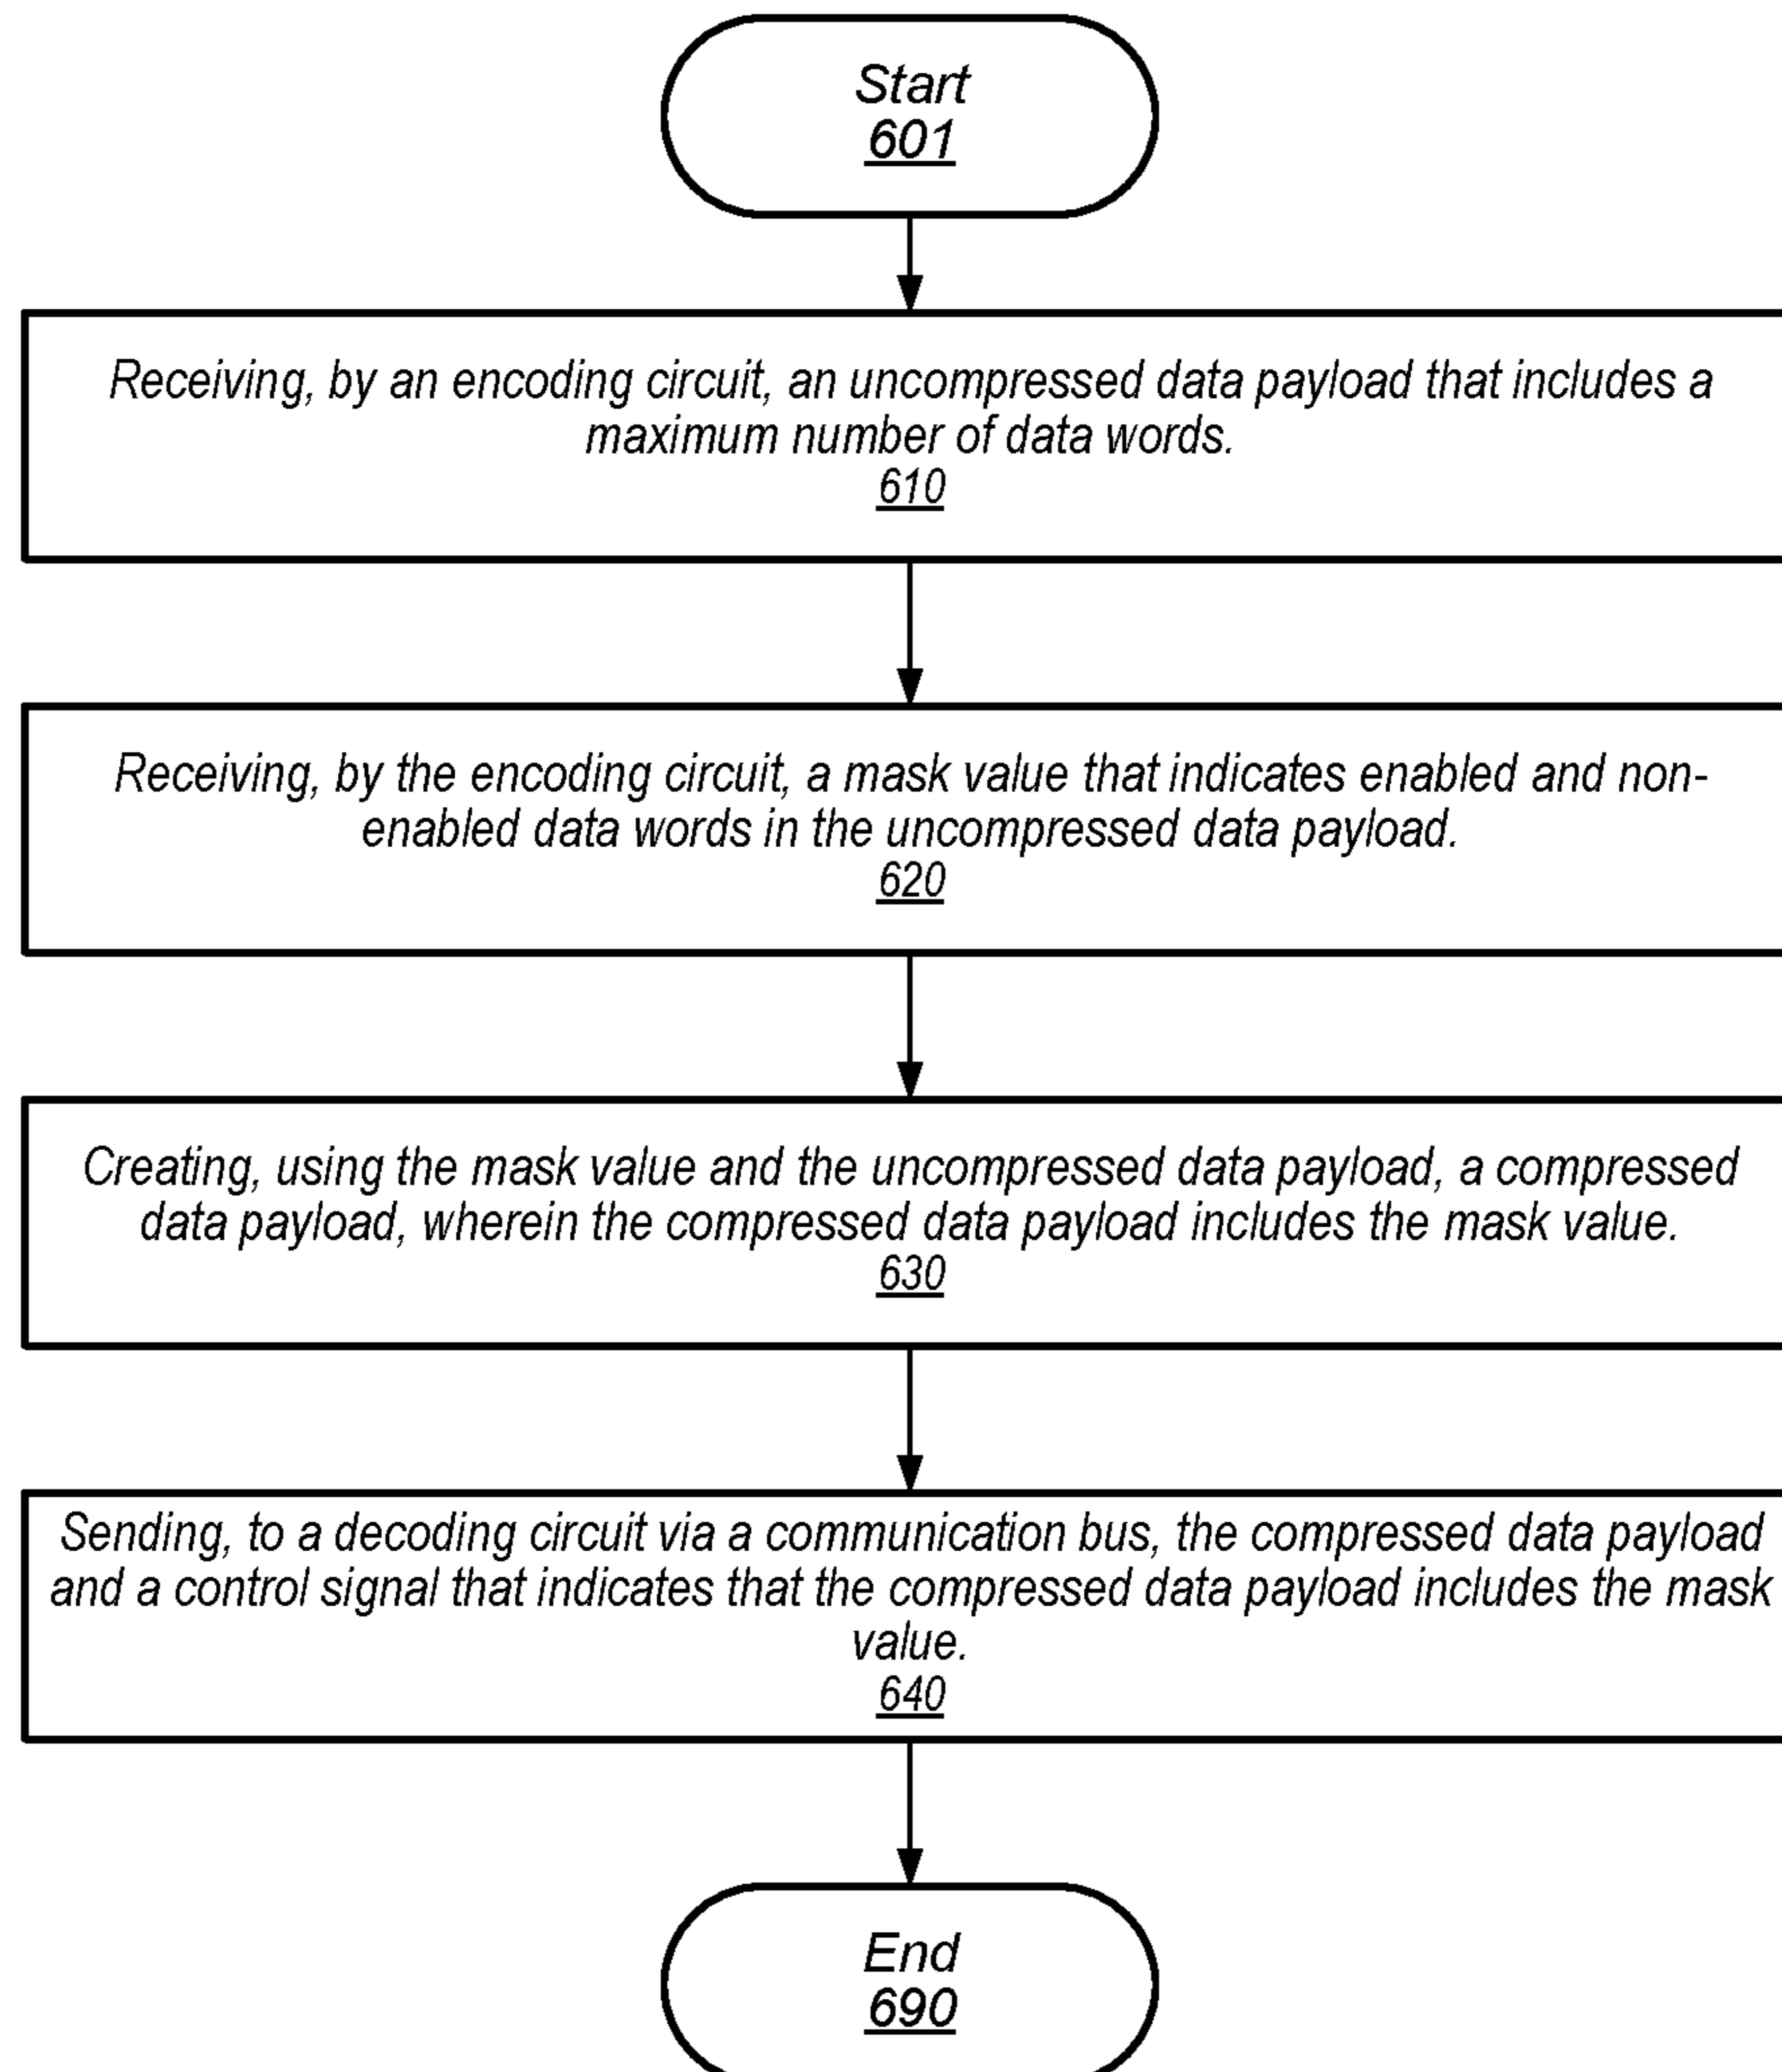 Start
601
Receiving, by an encoding circuit, an uncompressed data payload that includes a
maximum number of data words.
610
Receiving, by the encoding circuit, a mask value that indicates enabled and non-
enabled data words in the uncompressed data payload.
620
Creating, using the mask value and the uncompressed data payload, a compressed
data payload, wherein the compressed data payload includes the mask value.
630
Sending, to a decoding circuit via a communication bus, the compressed data payload
and a control signal that indicates that the compressed data payload includes the mask
value.
640
End
690